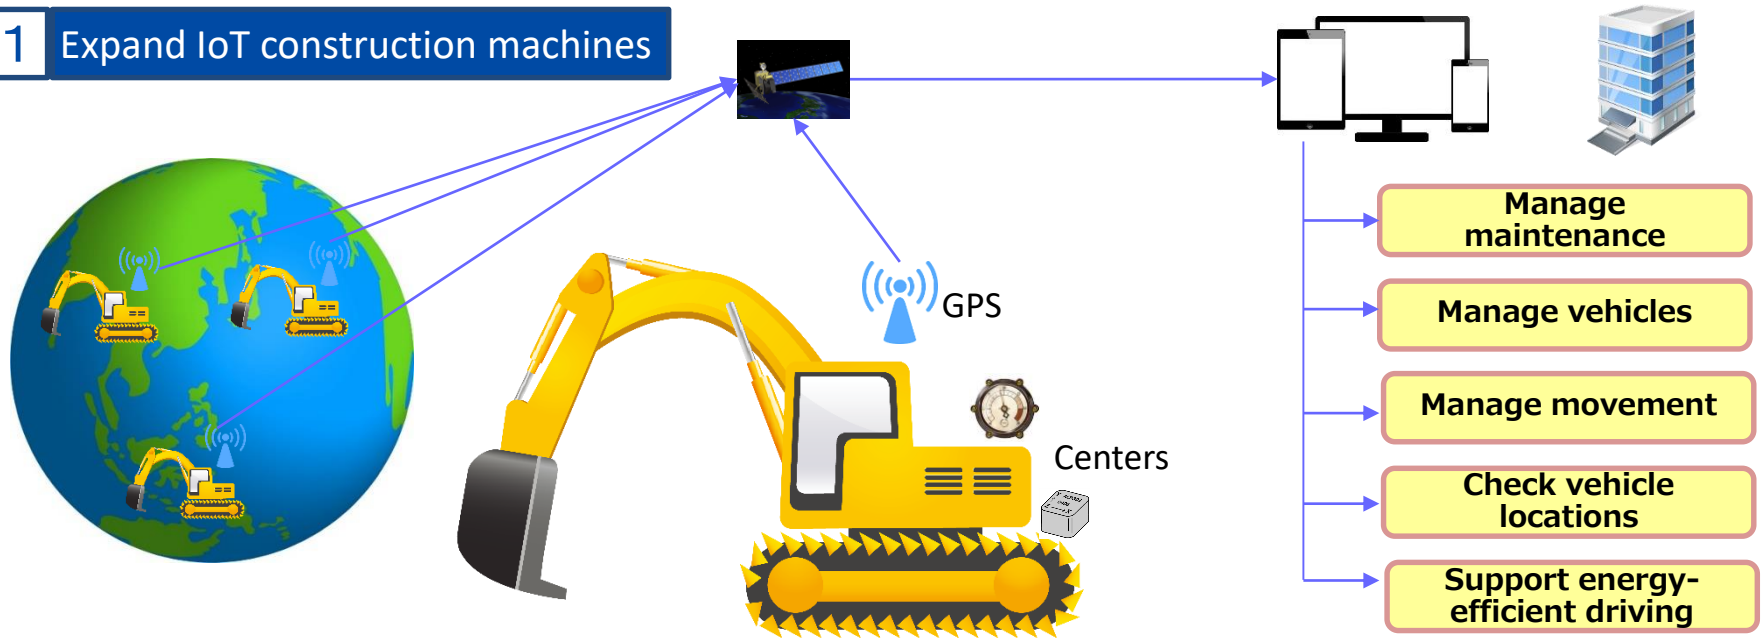 1
Expand IoT construction machines
GPS
Centers
Manage
maintenance
Manage vehicles
Manage movement
Check vehicle
locations
Support energy-
efficient driving